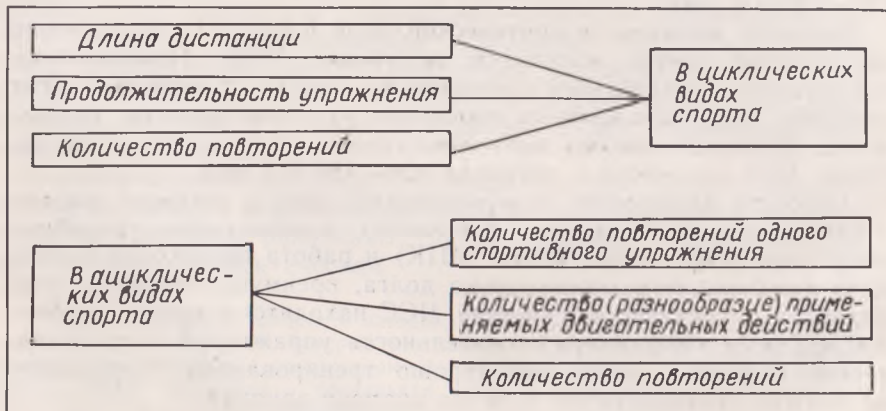 Длина дистанции
Продолжительность упражнения
Количество повторений
В циклических
видах
спорта
В ацикличес-
ких видах
спорта
Количество повторений одного
спортивного упражнения
Количество (разнообразие) приме-
няемых двигательных действий
Количество повторений